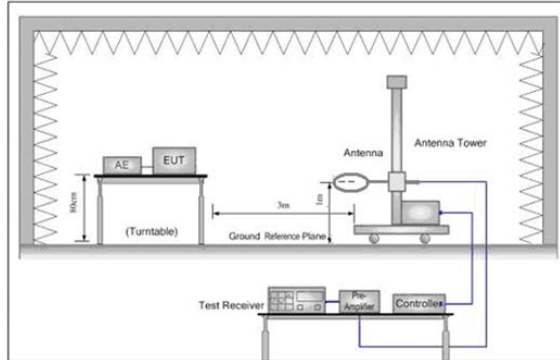 AE
EUT
80cm
(Turntable)
3m
1m
Antenna
Antenna Tower
Ground Reference Plane
Test Receiver
Pre-
Amplifier
Controller